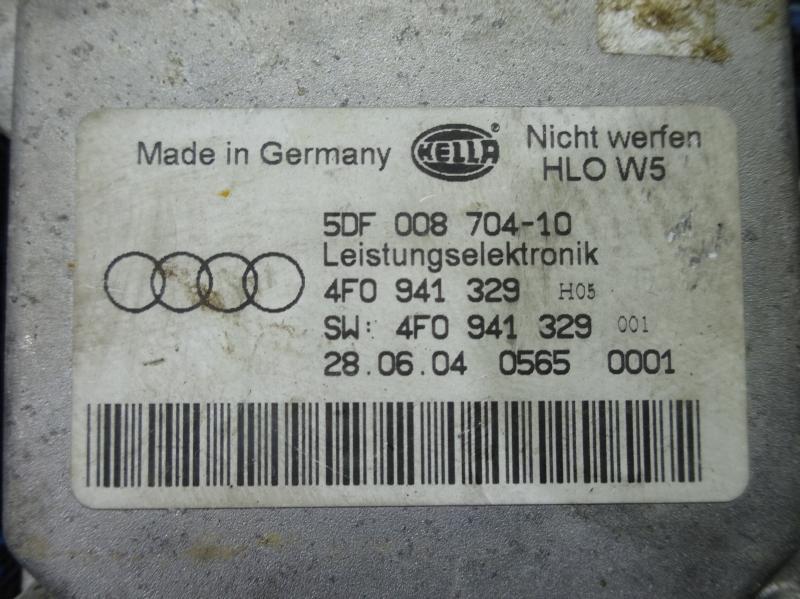 Made in Germany HELLA ® Nicht werfen
HLO W5
5DF 008 704-10
Leistungselektronik
4F0 941 329 H05
SW: 4F0 941 329 001
28.06.04 0565 0001